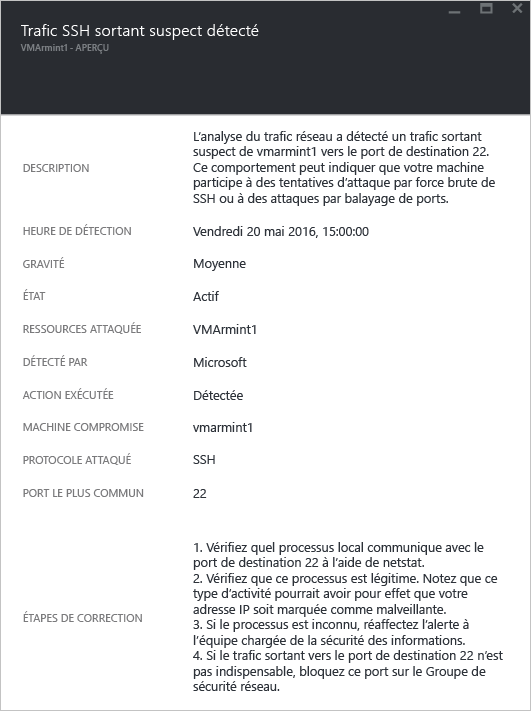 Trafic SSH sortant suspect détecté
VMArmint1 - APERÇU
DESCRIPTION
L’analyse du trafic réseau a détecté un trafic sortant
suspect de vmarmint1 vers le port de destination 22.
Ce comportement peut indiquer que votre machine
participe à des tentatives d’attaque par force brute de
SSH ou à des attaques par balayage de ports.
HEURE DE DÉTECTION
Vendredi 20 mai 2016, 15:00:00
GRAVITÉ
Moyenne
ÉTAT
Actif
RESSOURCES ATTAQUÉE
VMArmint1
DÉTECTÉ PAR
Microsoft
ACTION EXÉCUTÉE
Détectée
MACHINE COMPROMISE
vmarmint1
PROTOCOLE ATTAQUÉ
SSH
PORT LE PLUS COMMUN
22
ÉTAPES DE CORRECTION
1. Vérifiez quel processus local communique avec le
port de destination 22 à l’aide de netstat.
2. Vérifiez que ce processus est légitime. Notez que ce
type d’activité pourrait avoir pour effet que votre
adresse IP soit marquée comme malveillante.
3. Si le processus est inconnu, réaffectez l’alerte à
l’équipe chargée de la sécurité des informations.
4. Si le trafic sortant vers le port de destination 22 n’est
pas indispensable, bloquez ce port sur le Groupe de
sécurité réseau.